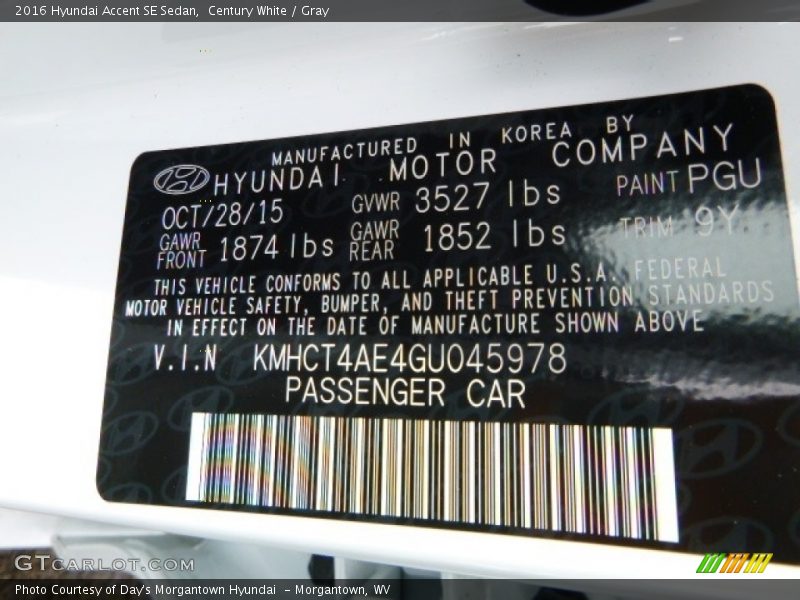 2016 Hyundai Accent SE Sedan,  Century White / Gray
MANUFACTURED IN KOREA BY
HYUNDAI MOTOR COMPANY
OCT/28/15 GVWR 3527 lbs PAINT PGU
GAWR FRONT 1874 lbs GAWR REAR 1852 lbs TRIM 9Y
THIS VEHICLE CONFORMS TO ALL APPLICABLE U.S.A. FEDERAL
MOTOR VEHICLE SAFETY, BUMPER, AND THEFT PREVENTION STANDARDS
IN EFFECT ON THE DATE OF MANUFACTURE SHOWN ABOVE
V.I.N KMHCT4AE4GU045978
PASSENGER CAR
GTCARLOT.COM
Photo Courtesy of Day's Morgantown Hyundai  - Morgantown, WV